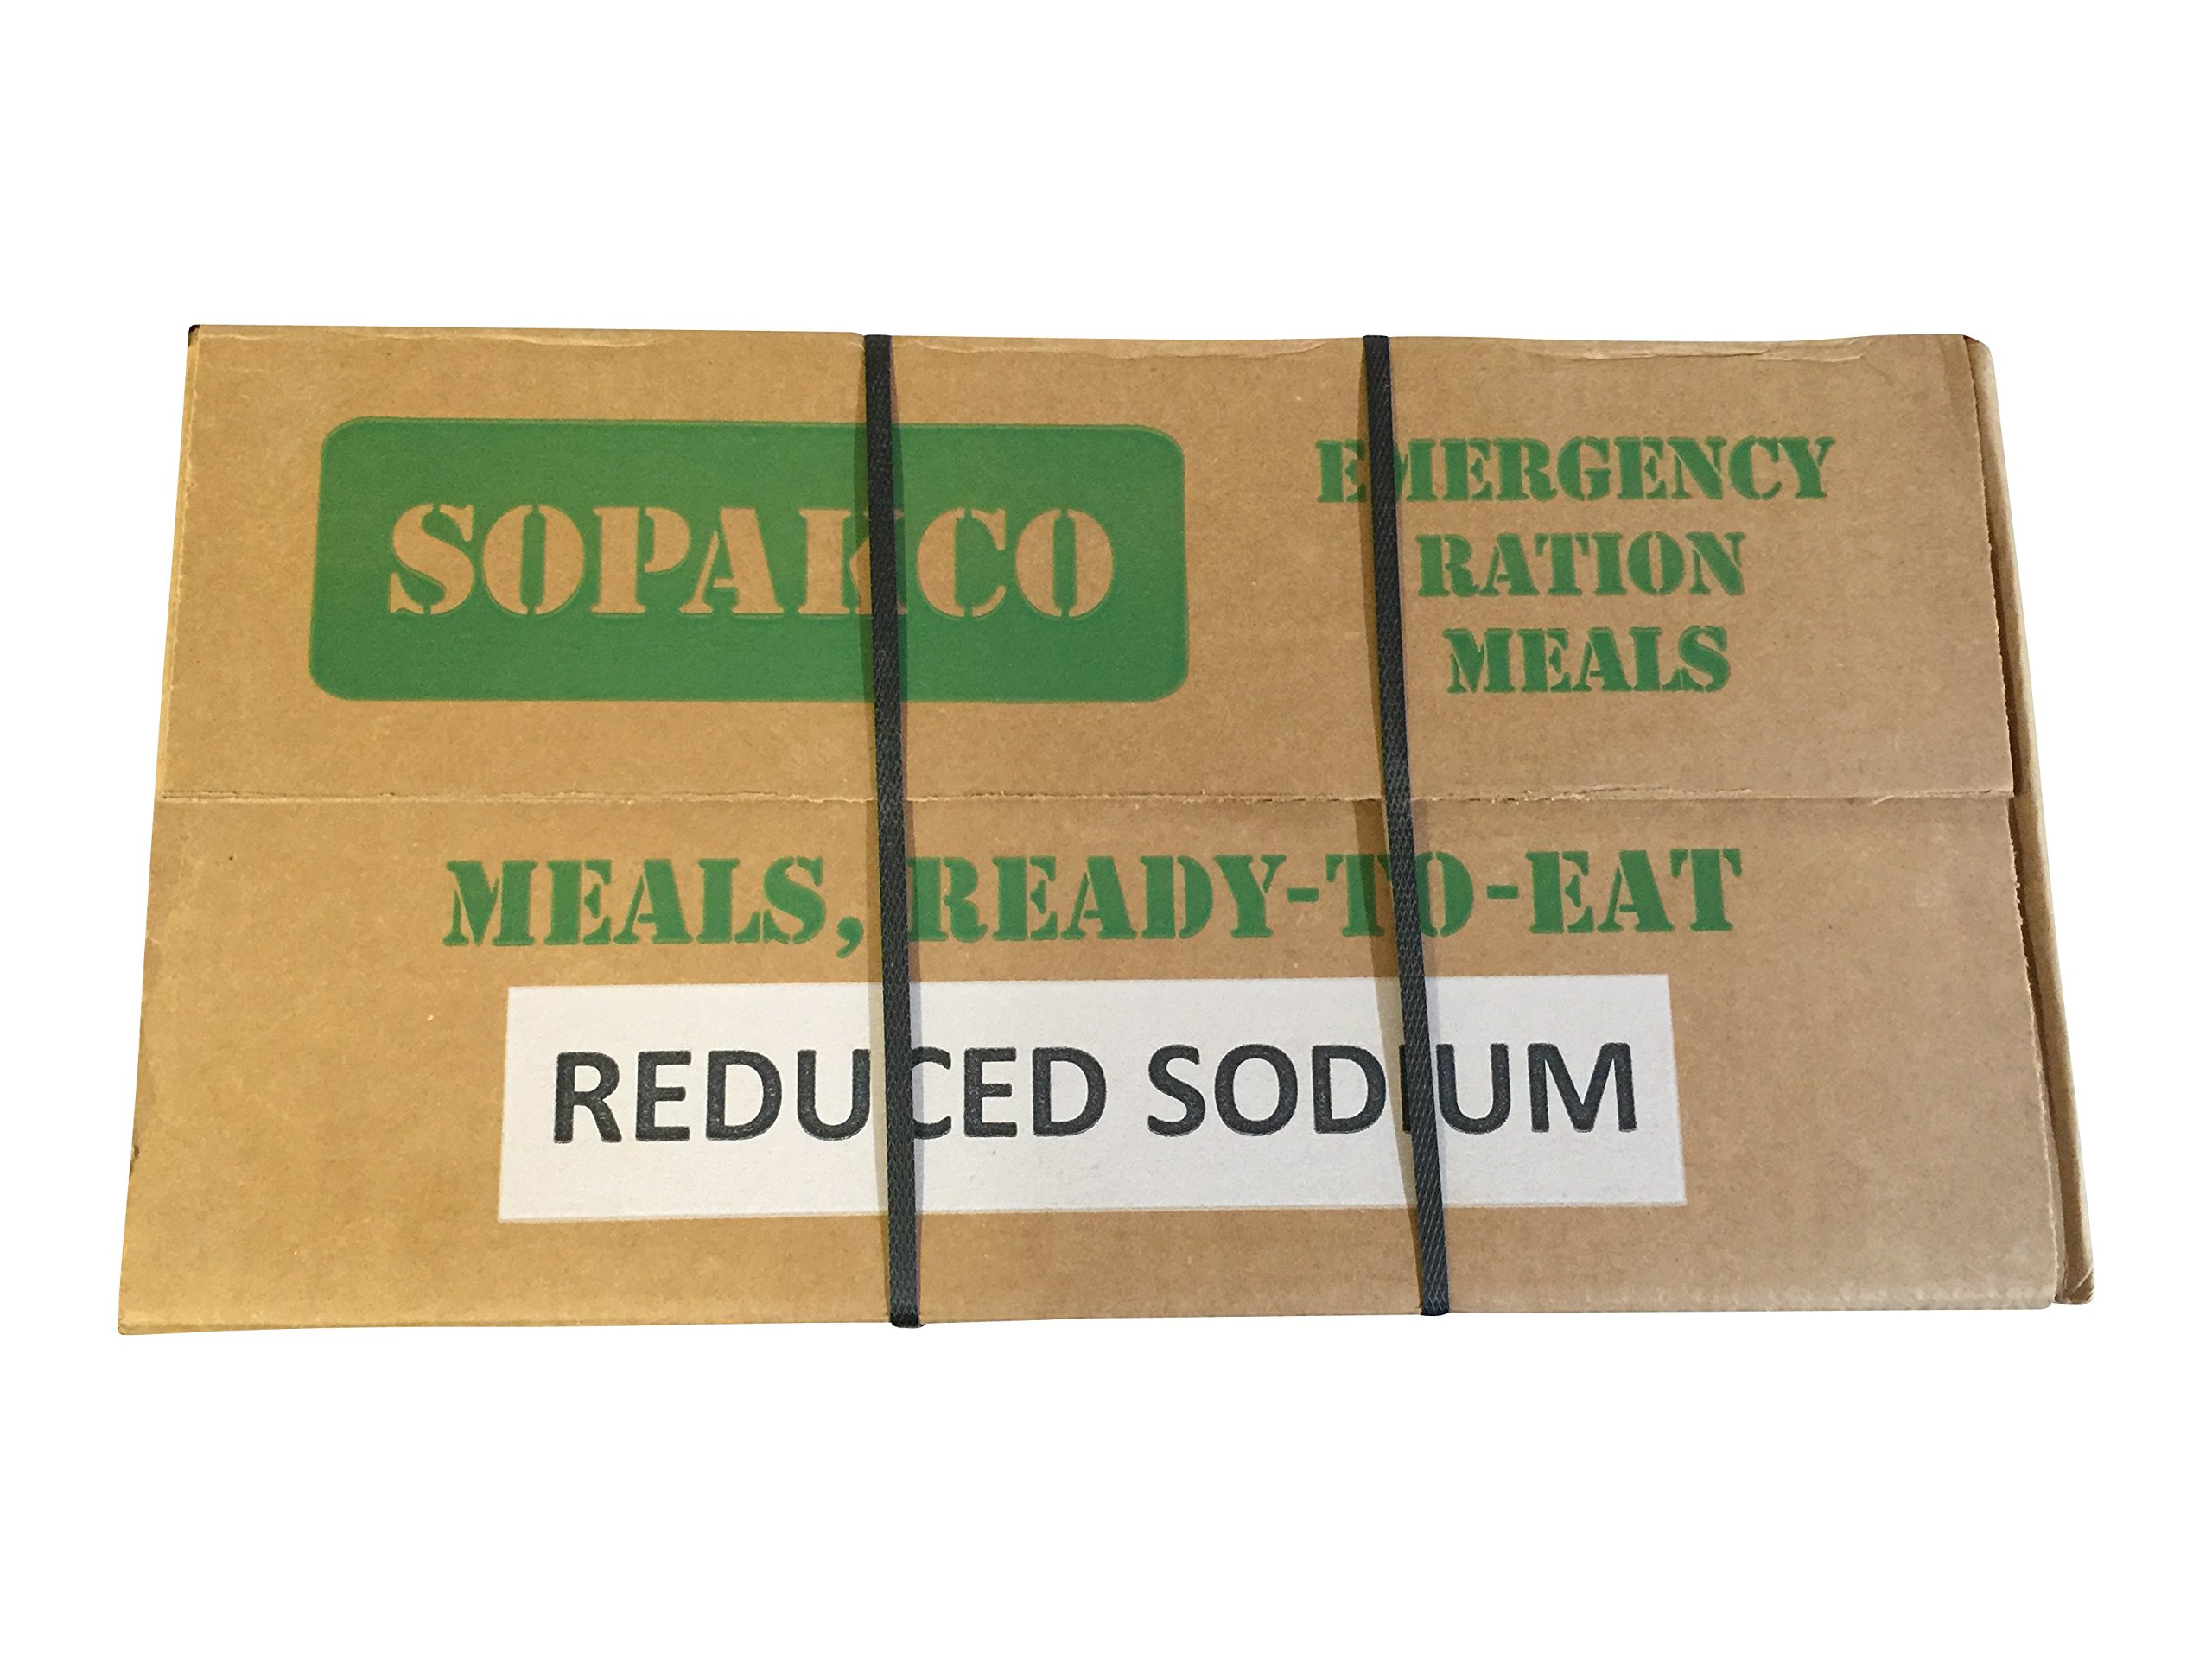 SOPAKCO
EMERGENCY
RATION
MEALS
MEALS, READY-TO-EAT
REDUCED SODIUM